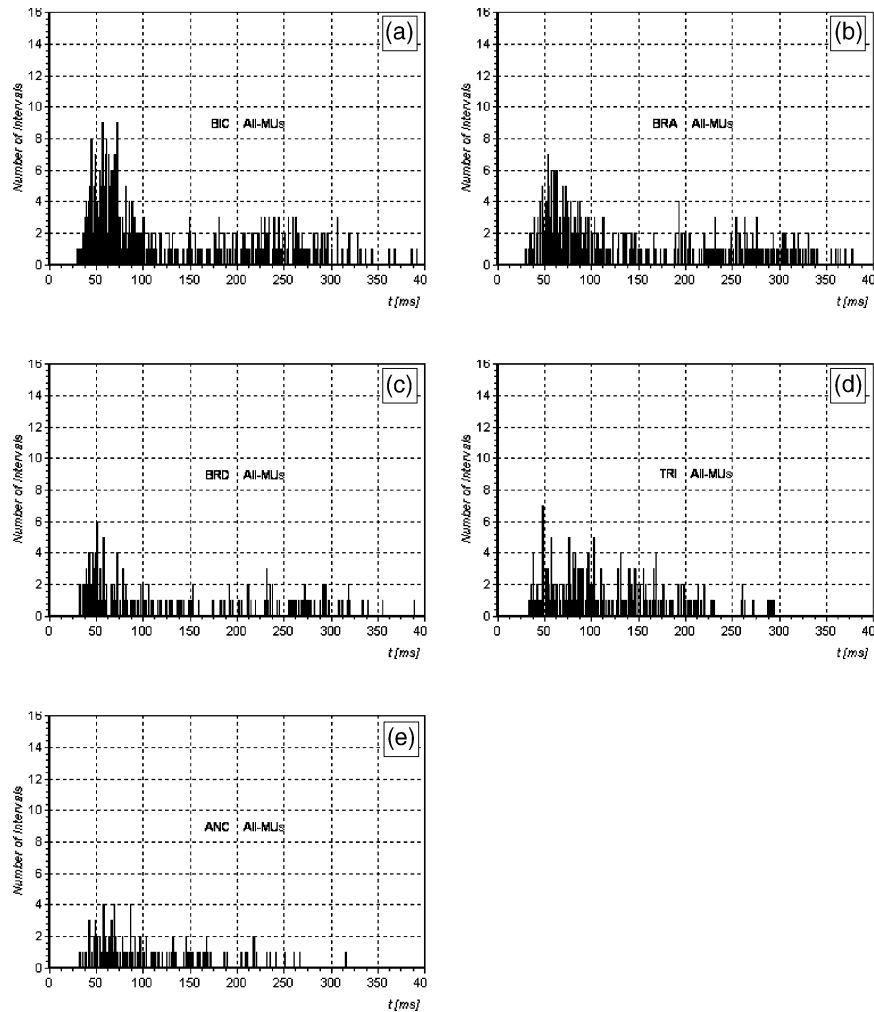 (a)
16
14
12
10
8
6
4
2
0
Number of Intervals
BIC All-MUs
0 50 100 150 200 250 300 350 40
t [ms]
(b)
16
14
12
10
8
6
4
2
0
Number of Intervals
BRA All-MUs
0 50 100 150 200 250 300 350 40
t [ms]
(c)
16
14
12
10
8
6
4
2
0
Number of Intervals
BRD All-MUs
0 50 100 150 200 250 300 350 40
t [ms]
(d)
16
14
12
10
8
6
4
2
0
Number of Intervals
TRI All-MUs
0 50 100 150 200 250 300 350 40
t [ms]
(e)
16
14
12
10
8
6
4
2
0
Number of Intervals
ANC All-MUs
0 50 100 150 200 250 300 350 40
t [ms]